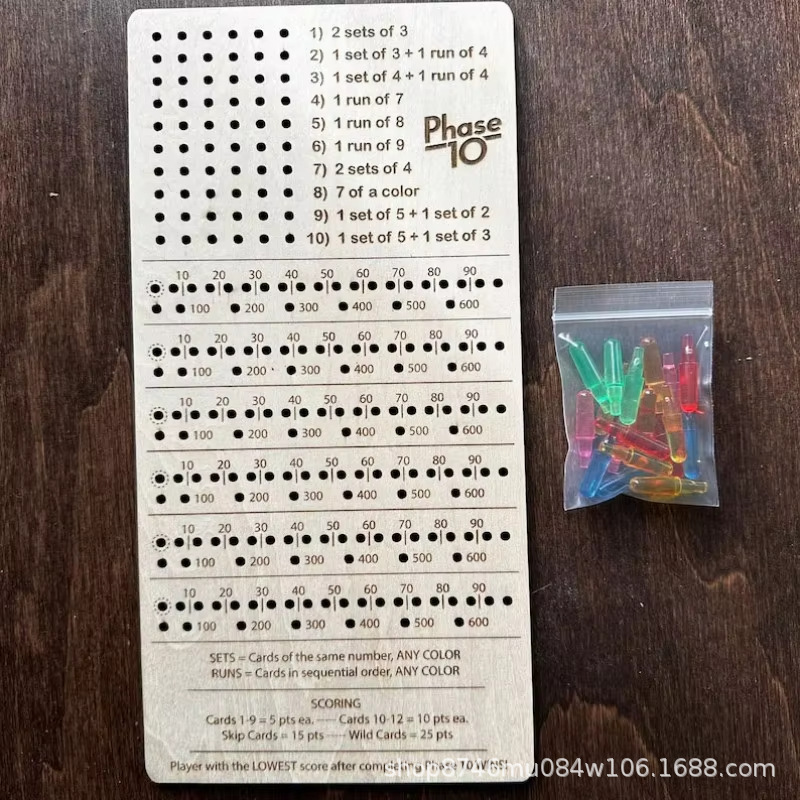 1) 2 sets of 3
2) 1 set of 3 + 1 run of 4
3) 1 set of 4 + 1 run of 4
4) 1 run of 7
5) 1 run of 8
6) 1 run of 9
7) 2 sets of 4
8) 7 of a color
9) 1 set of 5 + 1 set of 2
10) 1 set of 5 + 1 set of 3
Phase
10
10 20 30 40 50 60 70 80 90
100 200 300 400 500 600
10 20 30 40 50 60 70 80 90
100 200 300 400 500 600
10 20 30 40 50 60 70 80 90
100 200 300 400 500 600
10 20 30 40 50 60 70 80 90
100 200 300 400 500 600
10 20 30 40 50 60 70 80 90
100 200 300 400 500 600
10 20 30 40 50 60 70 80 90
100 200 300 400 500 600
SETS = Cards of the same number, ANY COLOR
RUNS = Cards in sequential order, ANY COLOR
SCORING
Cards 1-9 = 5 pts ea. ---- Cards 10-12 = 10 pts ea.
Skip Cards = 15 pts ---- Wild Cards = 25 pts
Player with the LOWEST score after completing Phase 10 WINS!